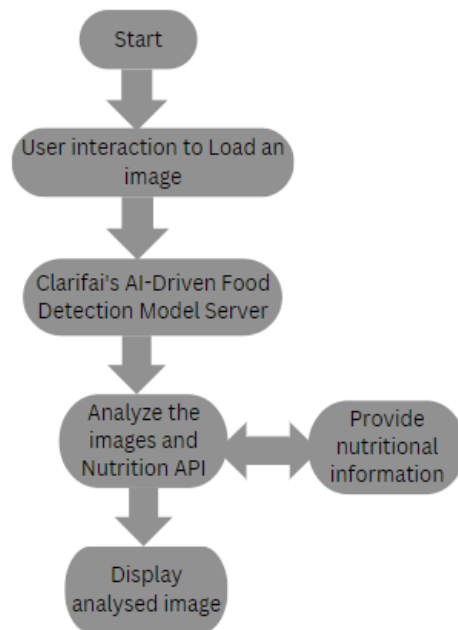 Start
User interaction to Load an
image
Clarifai's AI-Driven Food
Detection Model Server
Analyze the
images and
Nutrition API
Provide
nutritional
information
Display
analysed image